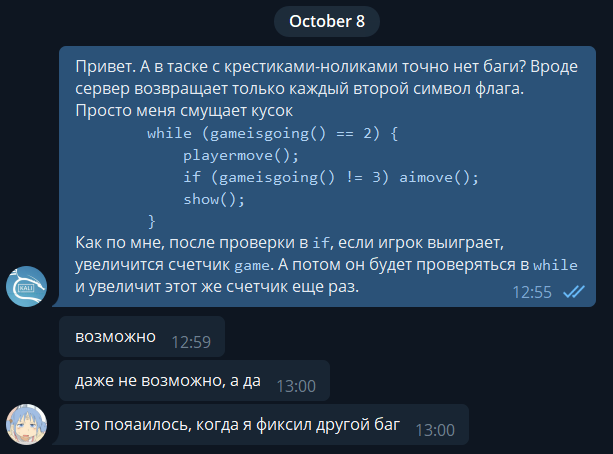 October 8
Привет. А в таске с крестиками-ноликами точно нет баги? Вроде
сервер возвращает только каждый второй символ флага.
Просто меня смущает кусок
while (gameisgoing() == 2) {
playermove();
if (gameisgoing() != 3) aimove();
show();
}
Как по мне, после проверки в if, если игрок выиграет,
увеличится счетчик game. А потом он будет проверяться в while
и увеличит этот же счетчик еще раз.
12:55
возможно 12:59
даже не возможно, а да 13:00
это пояаилось, когда я фиксил другой баг 13:00
KALI